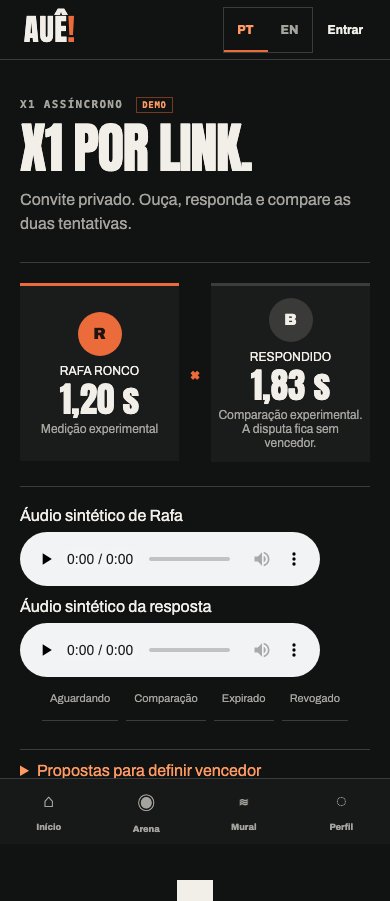 AUÊ!
PT EN Entrar
X1 ASSÍNCRONO DEMO
X1 POR LINK.
Convite privado. Ouça, responda e compare as
duas tentativas.
R
RAFA RONCO
1,20 s
Medição experimental
B
RESPONDIDO
1,83 s
Comparação experimental.
A disputa fica sem
vencedor.
Áudio sintético de Rafa
0:00 / 0:00
Áudio sintético da resposta
0:00 / 0:00
Aguardando Comparação Expirado Revogado
Propostas para definir vencedor
Início Arena Mural Perfil